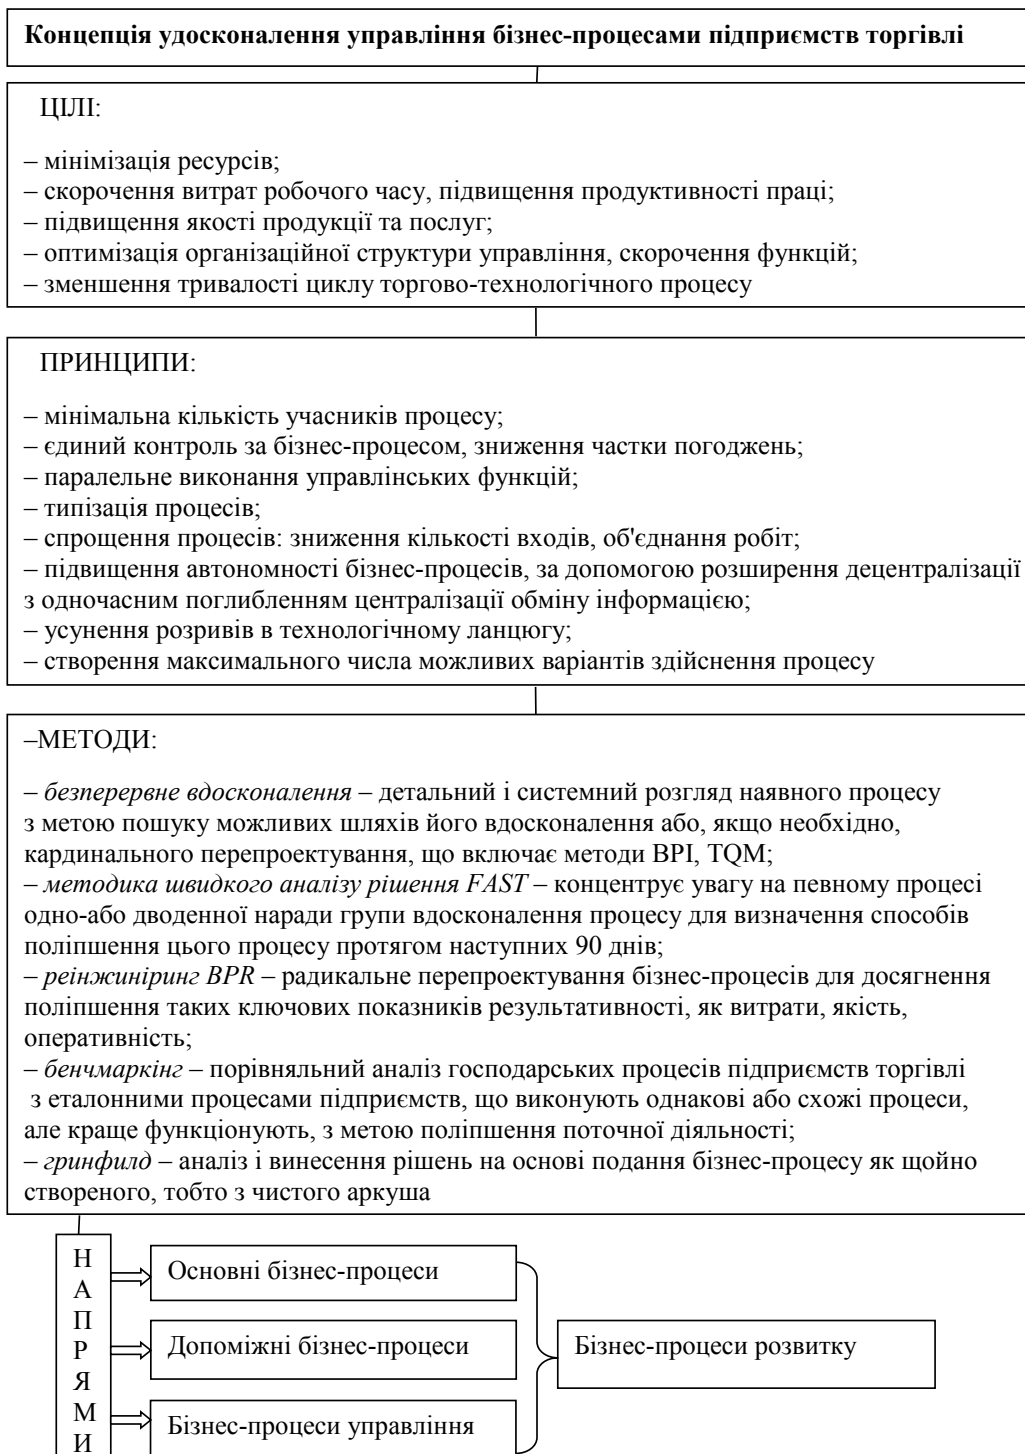 Концепція удосконалення управління бізнес-процесами підприємств торгівлі
ЦІЛІ:
– мінімізація ресурсів;
– скорочення витрат робочого часу, підвищення продуктивності праці;
– підвищення якості продукції та послуг;
– оптимізація організаційної структури управління, скорочення функцій;
– зменшення тривалості циклу торгово-технологічного процесу
ПРИНЦИПИ:
– мінімальна кількість учасників процесу;
– єдиний контроль за бізнес-процесом, зниження частки погоджень;
– паралельне виконання управлінських функцій;
– типізація процесів;
– спрощення процесів: зниження кількості входів, об'єднання робіт;
– підвищення автономності бізнес-процесів, за допомогою розширення децентралізації
з одночасним поглибленням централізації обміну інформацією;
– усунення розривів в технологічному ланцюгу;
– створення максимального числа можливих варіантів здійснення процесу
–МЕТОДИ:
– безперервне вдосконалення – детальний і системний розгляд наявного процесу
з метою пошуку можливих шляхів його вдосконалення або, якщо необхідно,
кардинального перепроектування, що включає методи BPI, TQM;
– методика швидкого аналізу рішення FAST – концентрує увагу на певному процесі
одно-або дводенної наради групи вдосконалення процесу для визначення способів
поліпшення цього процесу протягом наступних 90 днів;
– реінжиніринг BPR – радикальне перепроектування бізнес-процесів для досягнення
поліпшення таких ключових показників результативності, як витрати, якість,
оперативність;
– бенчмаркінг – порівняльний аналіз господарських процесів підприємств торгівлі
з еталонними процесами підприємств, що виконують однакові або схожі процеси,
але краще функціонують, з метою поліпшення поточної діяльності;
– гринфилд – аналіз і винесення рішень на основі подання бізнес-процесу як щойно
створеного, тобто з чистого аркуша
НАПРЯМИ
Основні бізнес-процеси
Допоміжні бізнес-процеси
Бізнес-процеси управління
Бізнес-процеси розвитку